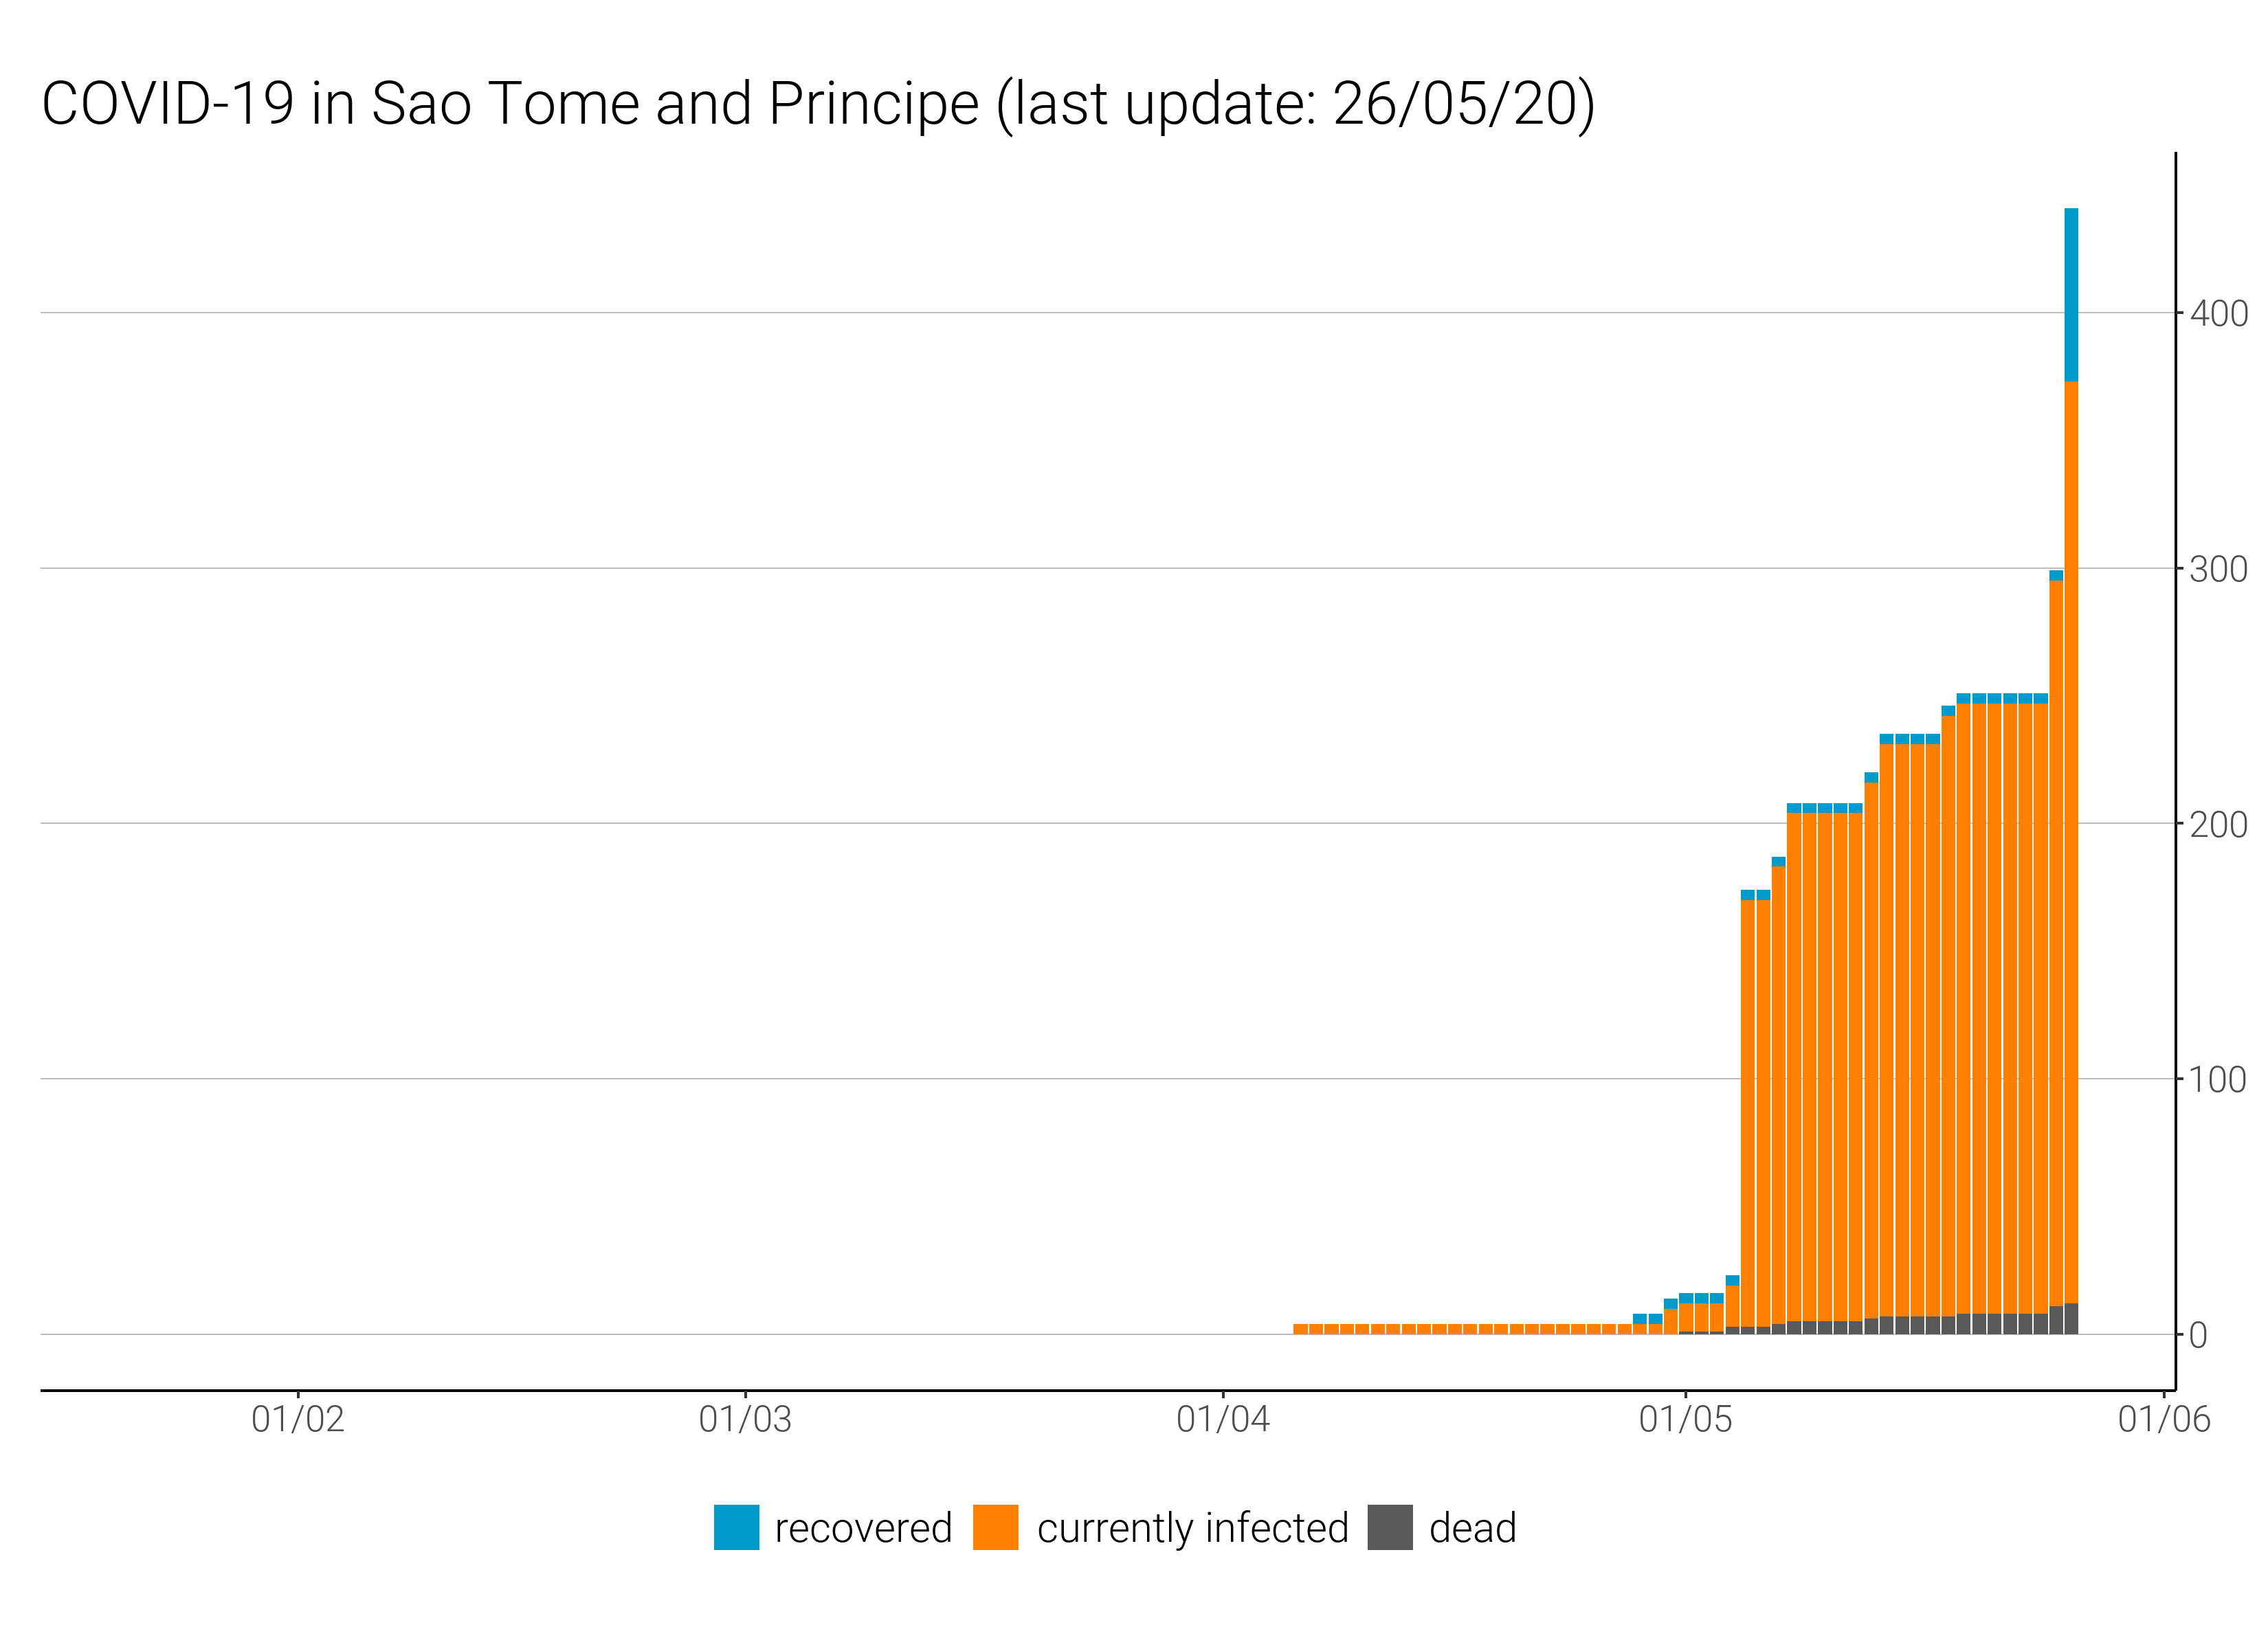 COVID-19 in Sao Tome and Principe (last update: 26/05/20)
400
300
200
100
0
01/02 01/03 01/04 01/05 01/06
recovered currently infected dead